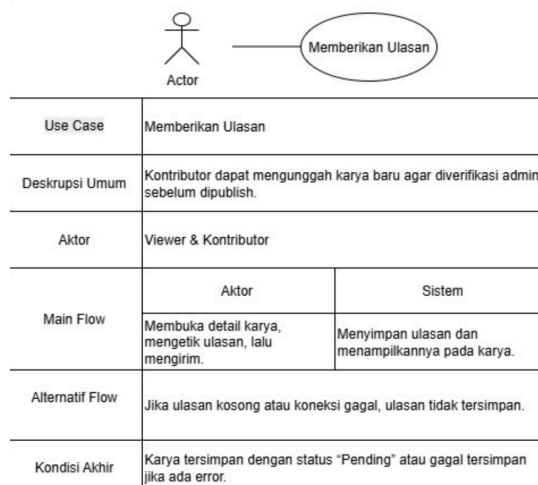 Memberikan Ulasan
Actor
Use Case
Memberikan Ulasan
Deskrupsi Umum
Kontributor dapat mengunggah karya baru agar diverifikasi admin
sebelum dipublish.
Aktor
Viewer & Kontributor
Main Flow
Aktor
Sistem
Membuka detail karya,
mengetik ulasan, lalu
mengirim.
Menyimpan ulasan dan
menampilkannya pada karya.
Alternatif Flow
Jika ulasan kosong atau koneksi gagal, ulasan tidak tersimpan.
Kondisi Akhir
Karya tersimpan dengan status “Pending” atau gagal tersimpan
jika ada error.